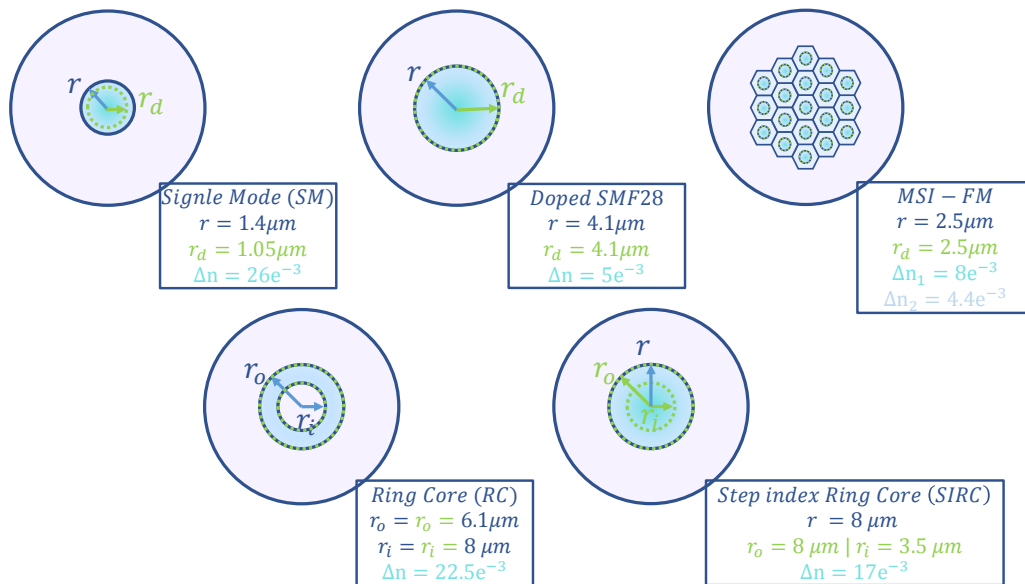 r
r_d
Signle Mode (SM)
r = 1.4μm
r_d = 1.05μm
Δn = 26e⁻³
r
r_d
Doped SMF28
r = 4.1μm
r_d = 4.1μm
Δn = 5e⁻³
MSI − FM
r = 2.5μm
r_d = 2.5μm
Δn₁ = 8e⁻³
Δn₂ = 4.4e⁻³
r_o
r_i
Ring Core (RC)
r_o = r_o = 6.1μm
r_i = r_i = 8 μm
Δn = 22.5e⁻³
r
r_o
r_i
Step index Ring Core (SIRC)
r = 8 μm
r_o = 8 μm | r_i = 3.5 μm
Δn = 17e⁻³